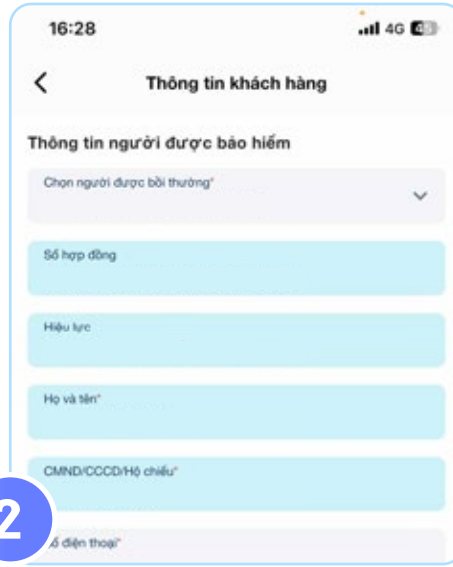 16:28
4G 45
Thông tin khách hàng
Thông tin người được bảo hiểm
Chọn người được bồi thường*
Số hợp đồng
Hiệu lực
Họ và tên*
CMND/CCCD/Hộ chiếu*
2
điện thoại*